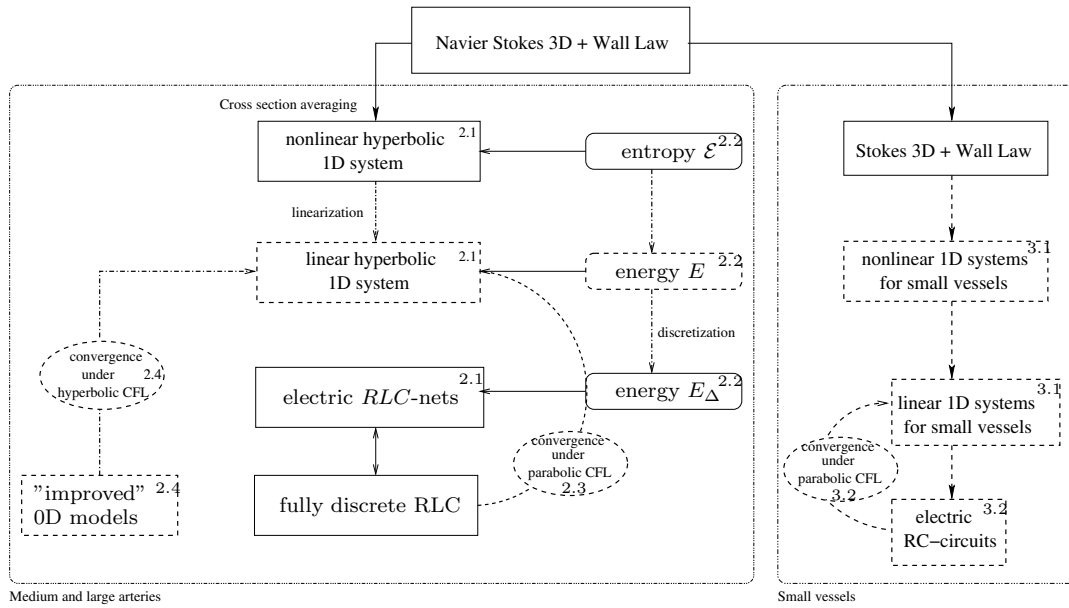 Navier Stokes 3D + Wall Law
Cross section averaging
nonlinear hyperbolic 2.1
1D system
entropy ℰ 2.2
linearization
linear hyperbolic 2.1
1D system
energy E 2.2
discretization
convergence
under
hyperbolic CFL 2.4
electric RLC-nets 2.1
energy E_Δ 2.2
convergence
under
parabolic CFL
2.3
"improved" 2.4
0D models
fully discrete RLC
Medium and large arteries
Stokes 3D + Wall Law
3.1
nonlinear 1D systems
for small vessels
3.1
linear 1D systems
for small vessels
convergence
under
parabolic CFL
3.2
3.2
electric
RC−circuits
Small vessels